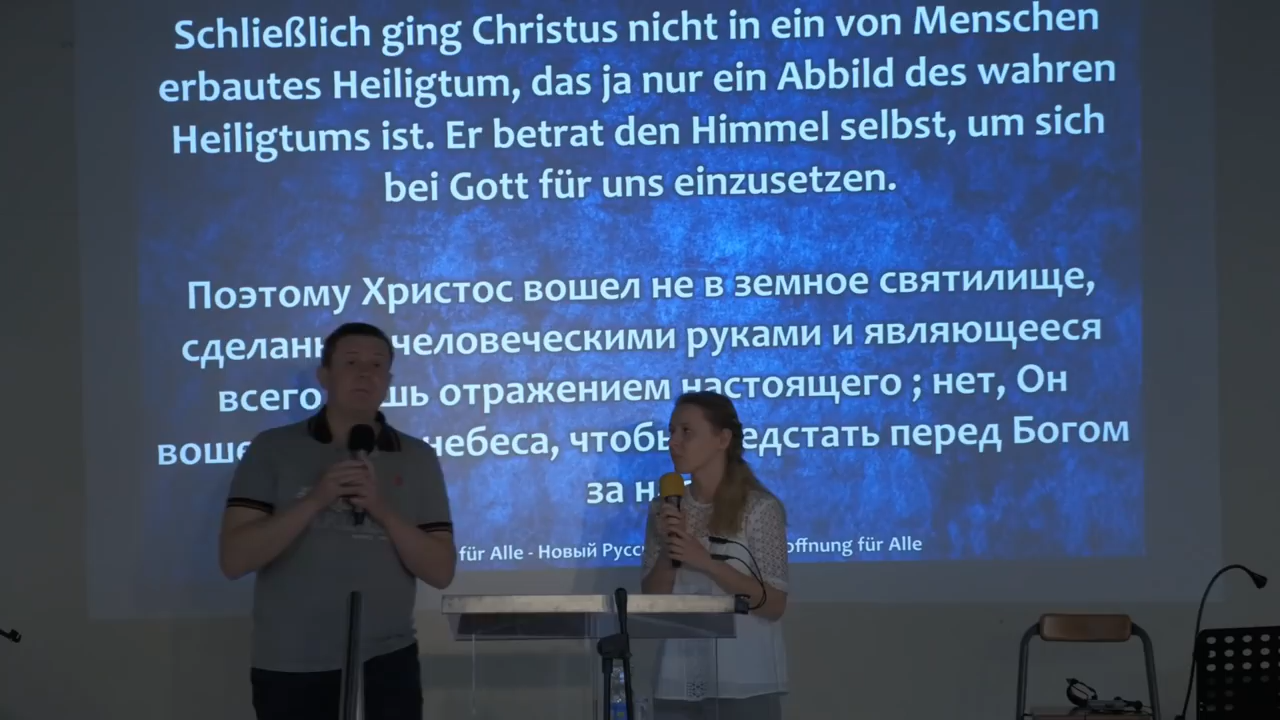 Schließlich ging Christus nicht in ein von Menschen
erbautes Heiligtum, das ja nur ein Abbild des wahren
Heiligtums ist. Er betrat den Himmel selbst, um sich
bei Gott für uns einzusetzen.
Поэтому Христос вошел не в земное святилище,
человеческими руками и являющееся
отражением настоящего ; нет, Он
небеса, перед Богом
за
für Alle - Новый für Alle